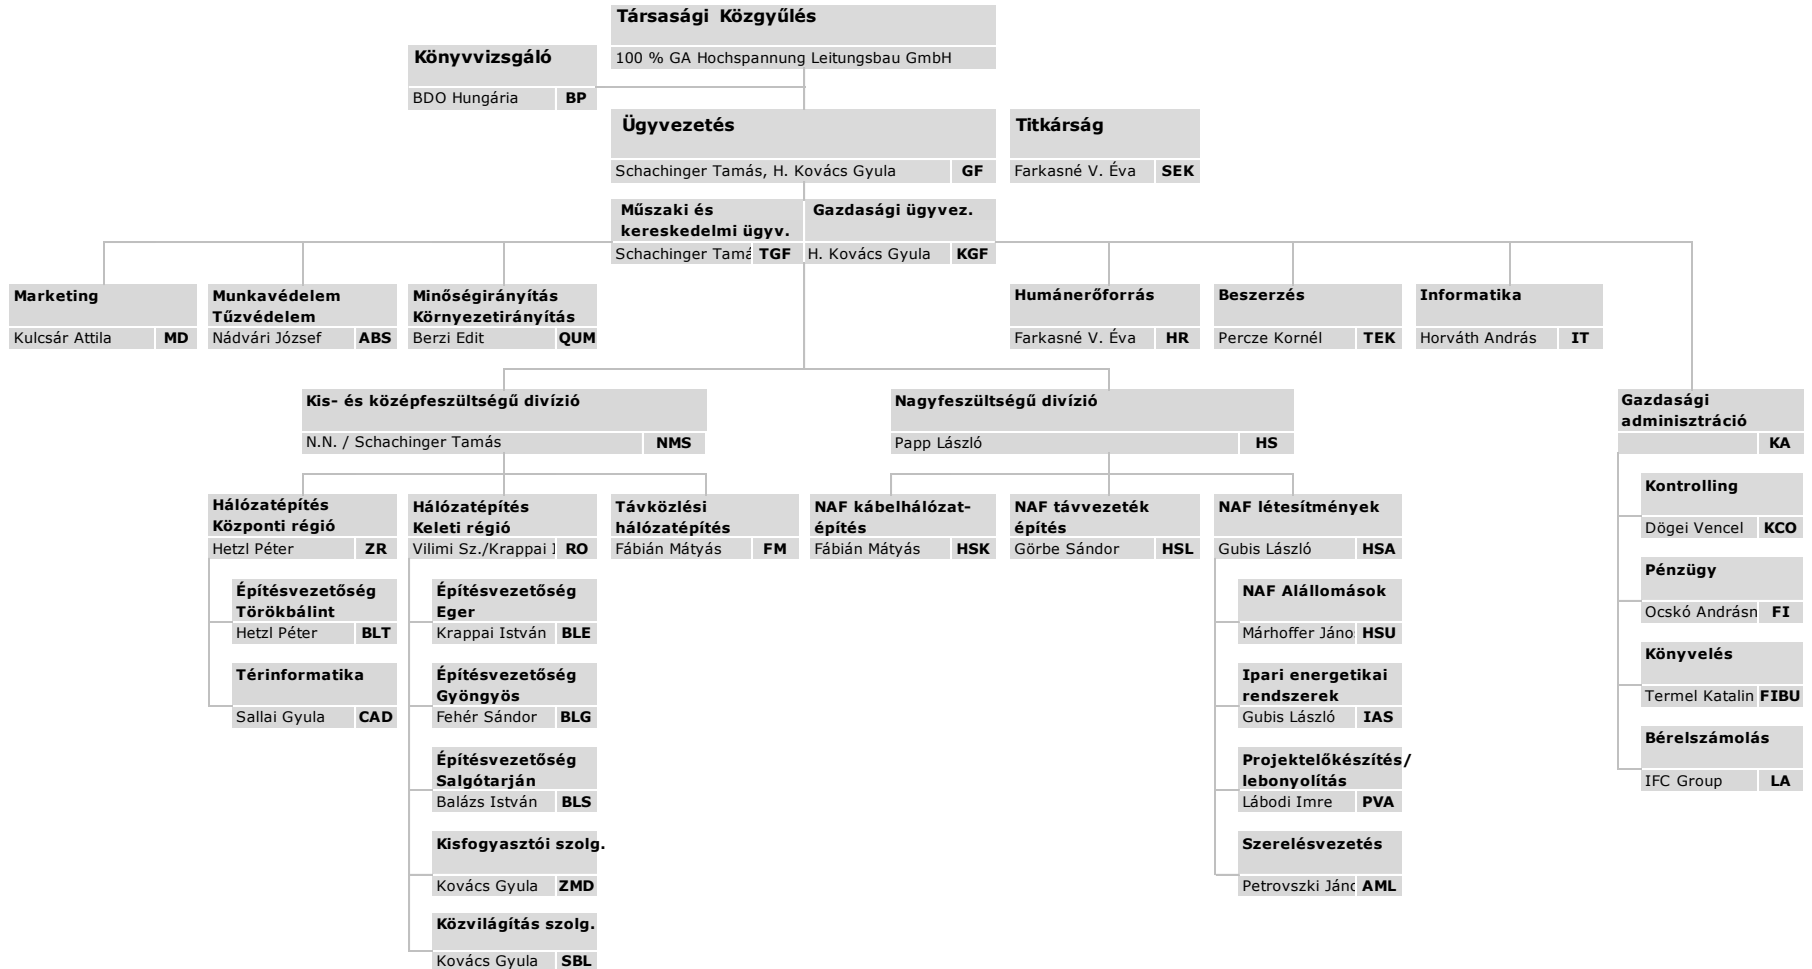 Társasági Közgyűlés
100 % GA Hochspannung Leitungsbau GmbH
Könyvvizsgáló
BDO Hungária BP
Ügyvezetés
Schachinger Tamás, H. Kovács Gyula GF
Titkárság
Farkasné V. Éva SEK
Műszaki és
kereskedelmi ügyv.
Schachinger Tamá TGF
Gazdasági ügyvez.
H. Kovács Gyula KGF
Marketing
Kulcsár Attila MD
Munkavédelem
Tűzvédelem
Nádvári József ABS
Minőségirányítás
Környezetirányítás
Berzi Edit QUM
Humánerőforrás
Farkasné V. Éva HR
Beszerzés
Percze Kornél TEK
Informatika
Horváth András IT
Kis- és középfeszültségű divízió
N.N. / Schachinger Tamás NMS
Nagyfeszültségű divízió
Papp László HS
Gazdasági
adminisztráció
KA
Hálózatépítés
Központi régió
Hetzl Péter ZR
Építésvezetőség
Törökbálint
Hetzl Péter BLT
Térinformatika
Sallai Gyula CAD
Hálózatépítés
Keleti régió
Vilimi Sz./Krappai RO
Építésvezetőség
Eger
Krappai István BLE
Építésvezetőség
Gyöngyös
Fehér Sándor BLG
Építésvezetőség
Salgótarján
Balázs István BLS
Kisfogyasztói szolg.
Kovács Gyula ZMD
Közvilágítás szolg.
Kovács Gyula SBL
Távközlési
hálózatépítés
Fábián Mátyás FM
NAF kábelhálózat-
építés
Fábián Mátyás HSK
NAF távvezeték
építés
Görbe Sándor HSL
NAF létesítmények
Gubis László HSA
NAF Alállomások
Márhoffer Jáno HSU
Ipari energetikai
rendszerek
Gubis László IAS
Projektelőkészítés/
lebonyolítás
Lábodi Imre PVA
Szerelésvezetés
Petrovszki Jáno AML
Kontrolling
Dögei Vencel KCO
Pénzügy
Ocskó Andrásn FI
Könyvelés
Termel Katalin FIBU
Bérelszámolás
IFC Group LA